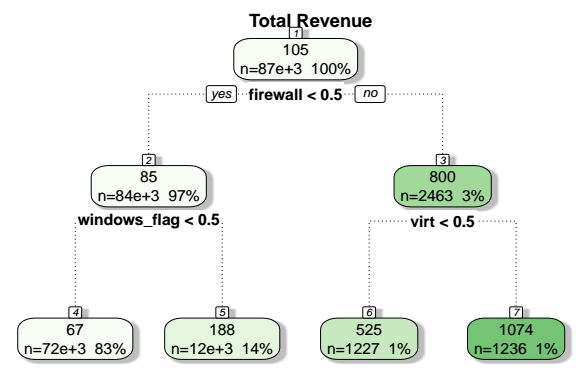 Total Revenue
1
105
n=87e+3 100%
yes firewall < 0.5 no
2
85
n=84e+3 97%
3
800
n=2463 3%
windows_flag < 0.5
virt < 0.5
4
67
n=72e+3 83%
5
188
n=12e+3 14%
6
525
n=1227 1%
7
1074
n=1236 1%